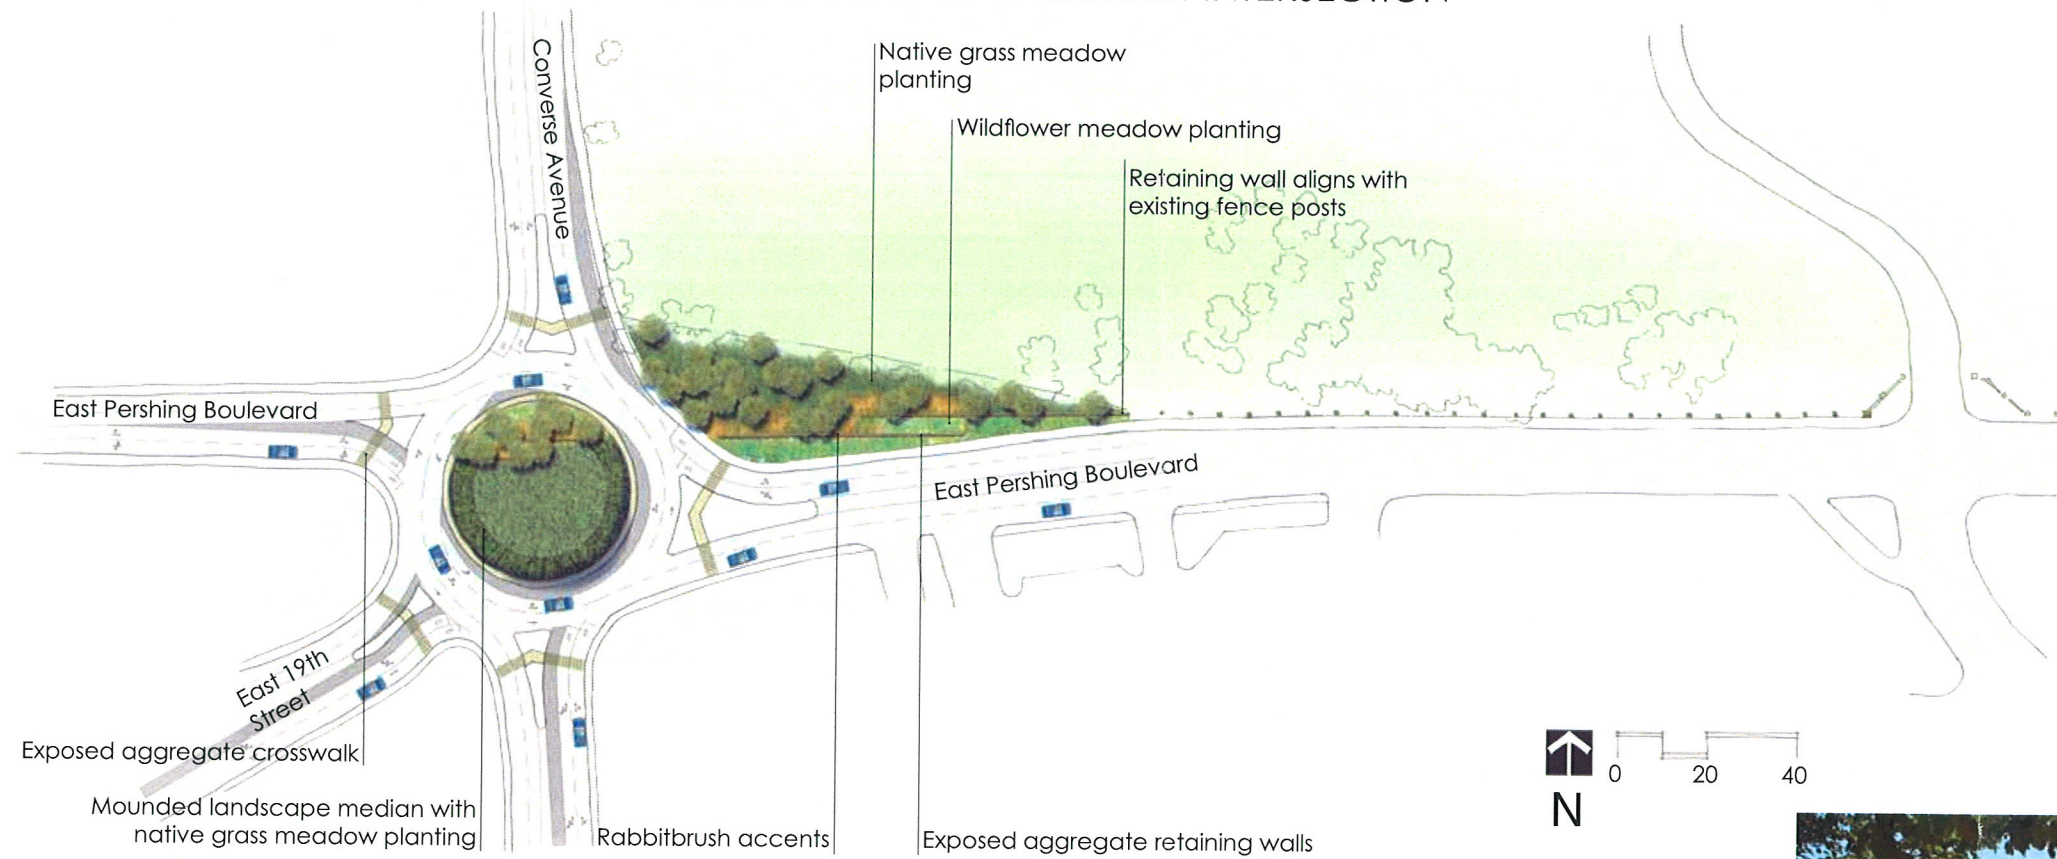 INTERSECTION
Native grass meadow
planting
Converse Avenue
Wildflower meadow planting
Retaining wall aligns with
existing fence posts
East Pershing Boulevard
East Pershing Boulevard
East 19th
Street
Exposed aggregate crosswalk
Mounded landscape median with
native grass meadow planting
Rabbitbrush accents
Exposed aggregate retaining walls
0 20 40
N